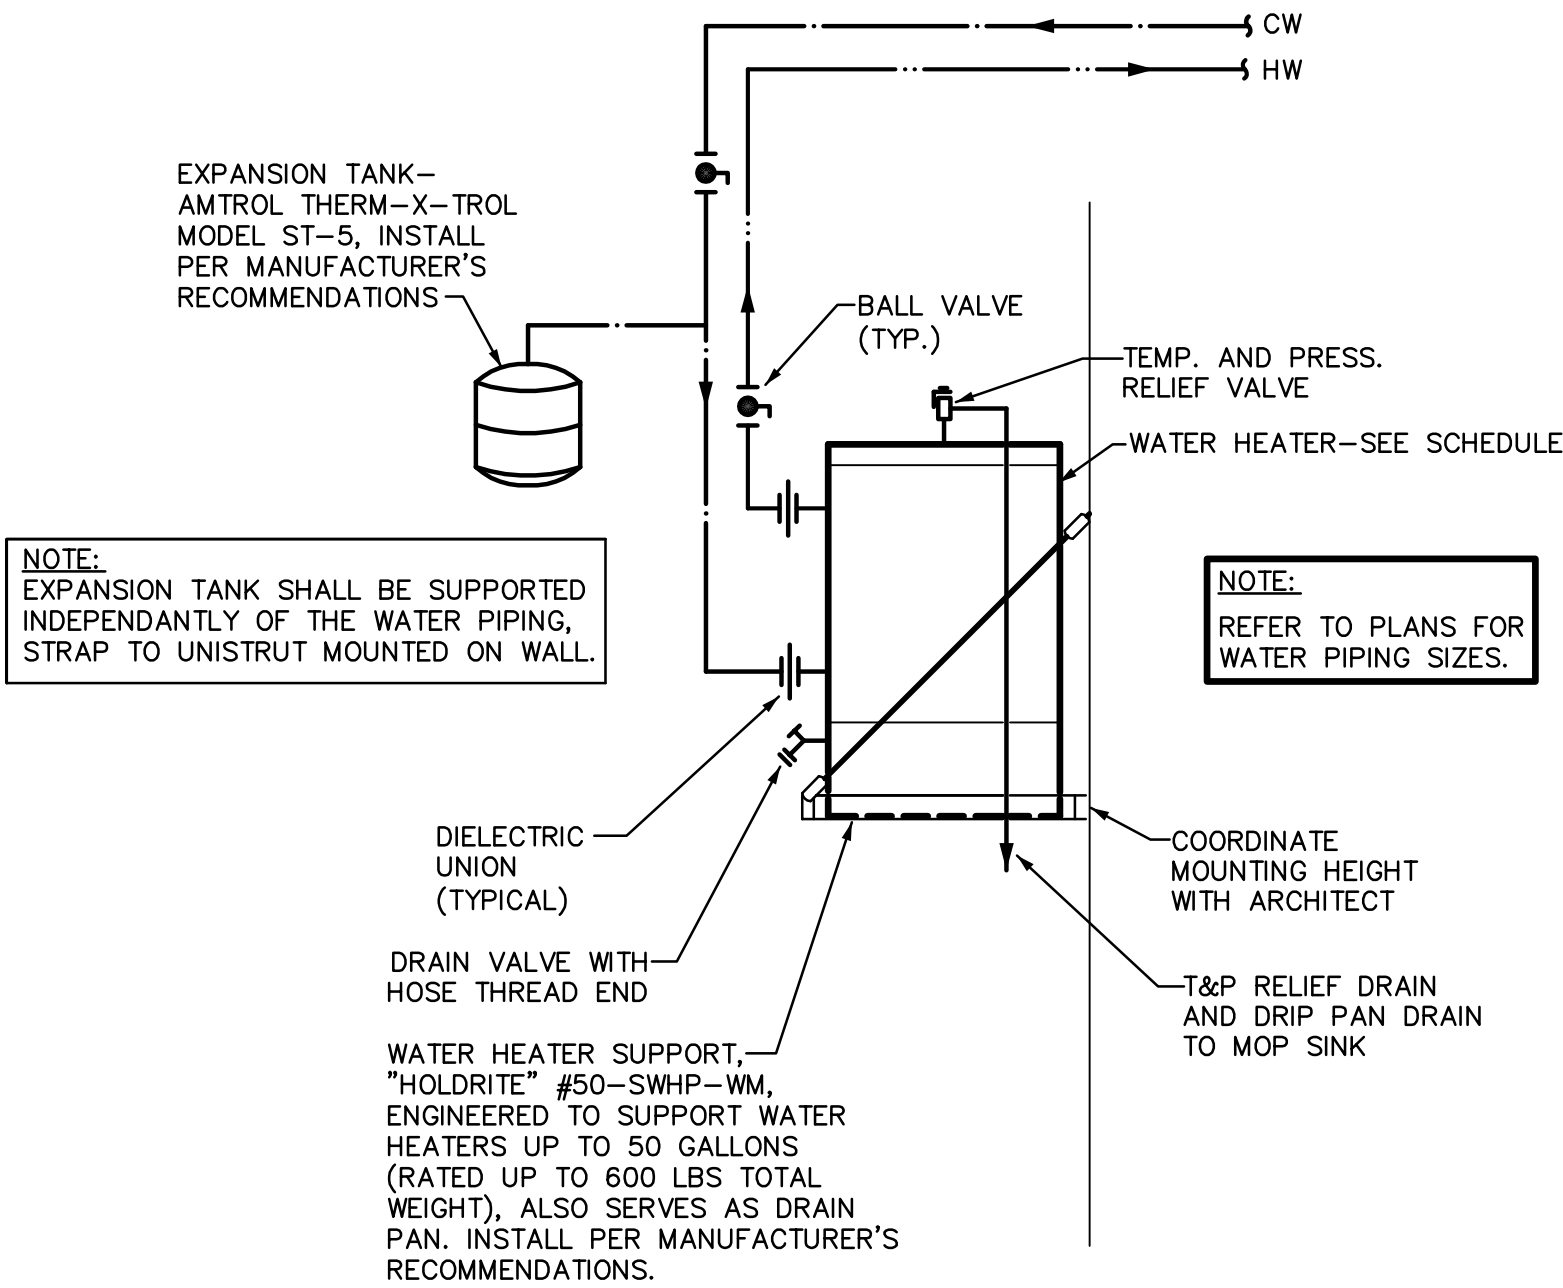 CW
HW
EXPANSION TANK-
AMTROL THERM-X-TROL
MODEL ST-5, INSTALL
PER MANUFACTURER'S
RECOMMENDATIONS
BALL VALVE
(TYP.)
TEMP. AND PRESS.
RELIEF VALVE
WATER HEATER-SEE SCHEDULE
NOTE:
EXPANSION TANK SHALL BE SUPPORTED
INDEPENDANTLY OF THE WATER PIPING,
STRAP TO UNISTRUT MOUNTED ON WALL.
NOTE:
REFER TO PLANS FOR
WATER PIPING SIZES.
DIELECTRIC
UNION
(TYPICAL)
COORDINATE
MOUNTING HEIGHT
WITH ARCHITECT
DRAIN VALVE WITH
HOSE THREAD END
T&P RELIEF DRAIN
AND DRIP PAN DRAIN
TO MOP SINK
WATER HEATER SUPPORT,
"HOLDRITE" #50-SWHP-WM,
ENGINEERED TO SUPPORT WATER
HEATERS UP TO 50 GALLONS
(RATED UP TO 600 LBS TOTAL
WEIGHT), ALSO SERVES AS DRAIN
PAN. INSTALL PER MANUFACTURER'S
RECOMMENDATIONS.